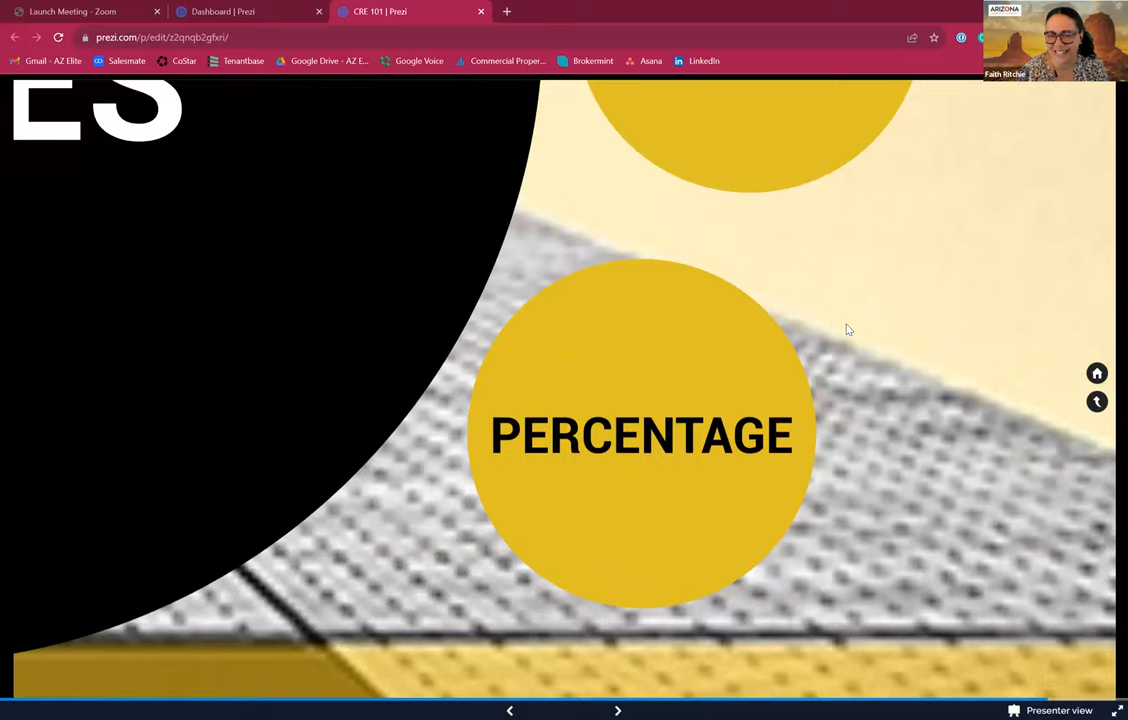 Launch Meeting - Zoom
Dashboard | Prezi
CRE 101 | Prezi
prezi.com/p/edit/z2qnqb2gfxri/
Gmail - AZ Elite
Salesmate
CoStar
Tenantbase
Google Drive - AZ E...
Google Voice
Commercial Proper...
Brokermint
Asana
LinkedIn
ARIZONA
Faith Ritchie
ES
PERCENTAGE
Presenter view